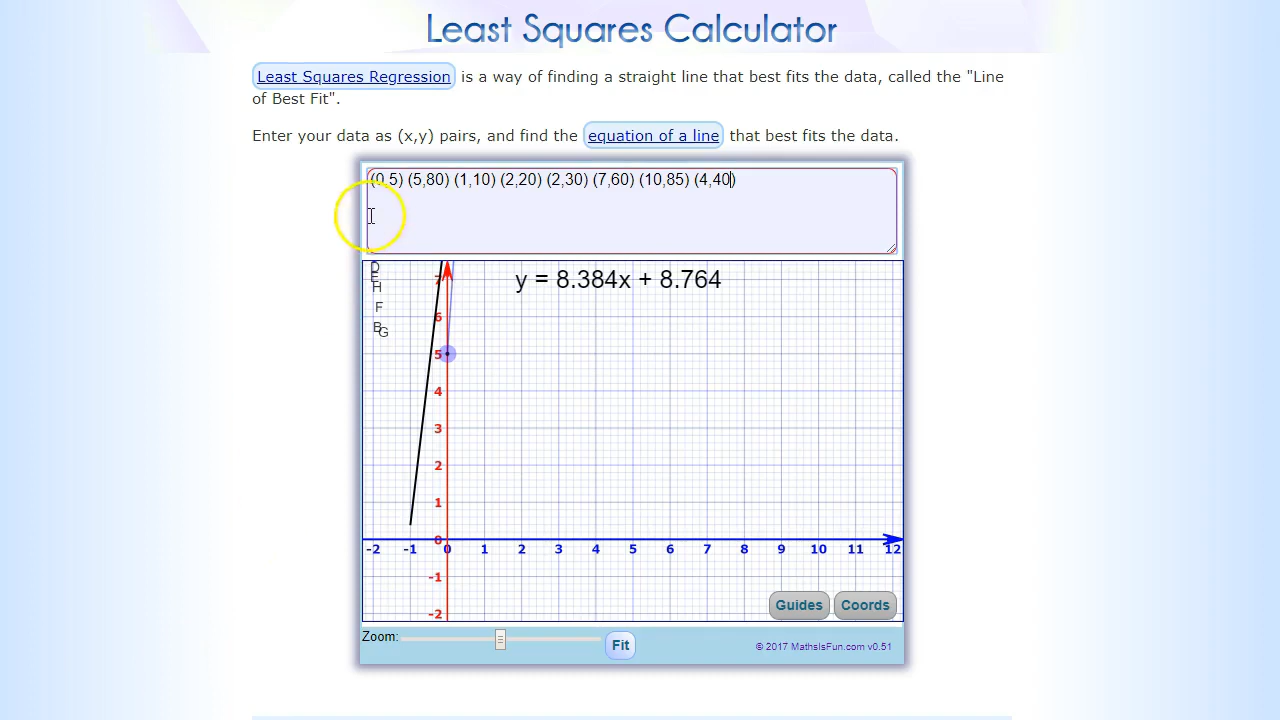 Least Squares Calculator
Least Squares Regression is a way of finding a straight line that best fits the data, called the "Line
of Best Fit".
Enter your data as (x,y) pairs, and find the equation of a line that best fits the data.
(0,5) (5,80) (1,10) (2,20) (2,30) (7,60) (10,85) (4,40)
y = 8.384x + 8.764
D
E
H
F
B G
7
6
5
4
3
2
1
0
-2 -1 0 1 2 3 4 5 6 7 8 9 10 11 12
-1
-2
Guides Coords
Zoom: Fit © 2017 MathsIsFun.com v0.51